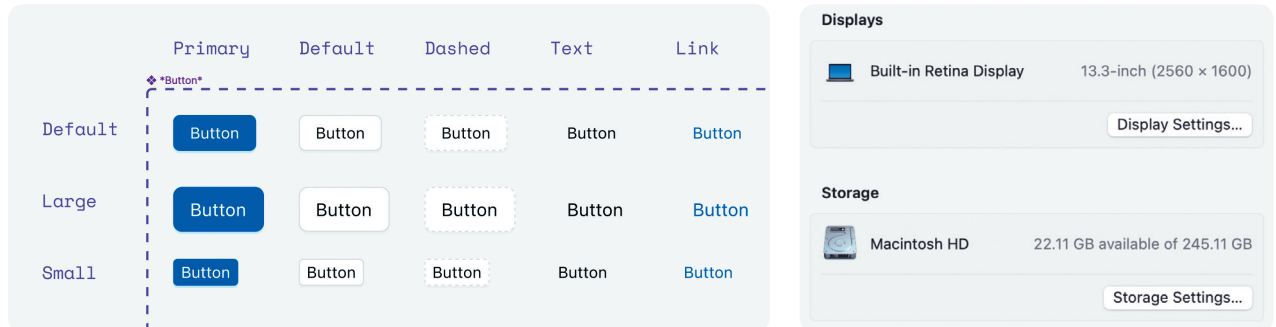 Primary Default Dashed Text Link
*Button*
Default Button Button Button Button Button
Large Button Button Button Button Button
Small Button Button Button Button Button
Displays
Built-in Retina Display 13.3-inch (2560 × 1600)
Display Settings...
Storage
Macintosh HD 22.11 GB available of 245.11 GB
Storage Settings...